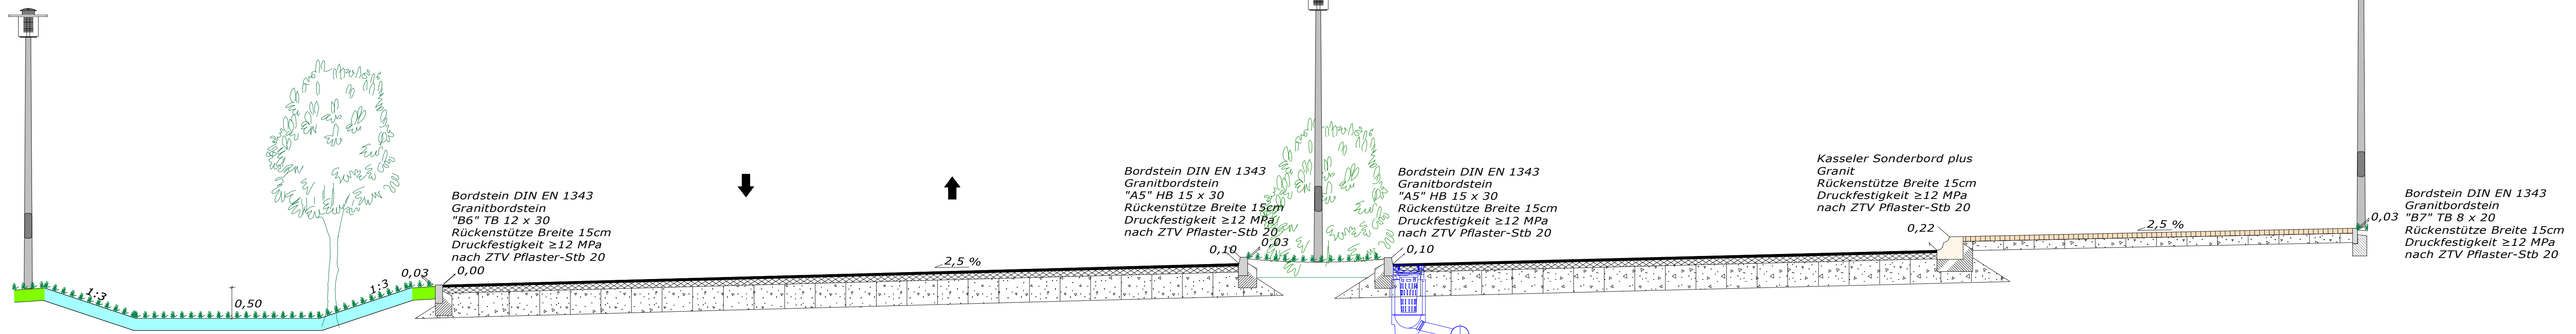 1:3
0,50
1:3
0,03
Bordstein DIN EN 1343
Granitbordstein
"B6" TB 12 x 30
Rückenstütze Breite 15cm
Druckfestigkeit ≥12 MPa
nach ZTV Pflaster-Stb 20
0,00
2,5 %
Bordstein DIN EN 1343
Granitbordstein
"A5" HB 15 x 30
Rückenstütze Breite 15cm
Druckfestigkeit ≥12 MPa
nach ZTV Pflaster-Stb 20
0,10
0,03
Bordstein DIN EN 1343
Granitbordstein
"A5" HB 15 x 30
Rückenstütze Breite 15cm
Druckfestigkeit ≥12 MPa
nach ZTV Pflaster-Stb 20
0,10
Kasseler Sonderbord plus
Granit
Rückenstütze Breite 15cm
Druckfestigkeit ≥12 MPa
nach ZTV Pflaster-Stb 20
0,22
2,5 %
0,03
Bordstein DIN EN 1343
Granitbordstein
"B7" TB 8 x 20
Rückenstütze Breite 15cm
Druckfestigkeit ≥12 MPa
nach ZTV Pflaster-Stb 20